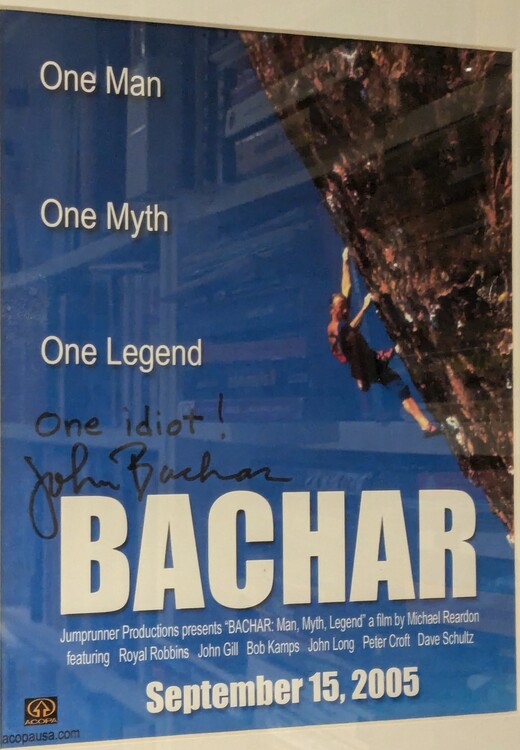 One Man
One Myth
One Legend
One idiot!
John Bachar
BACHAR
Jumprunner Productions presents "BACHAR: Man, Myth, Legend" a film by Michael Reardon
featuring Royal Robbins John Gill Bob Kamps John Long Peter Croft Dave Schultz
September 15, 2005
ACOPA
acopausa.com